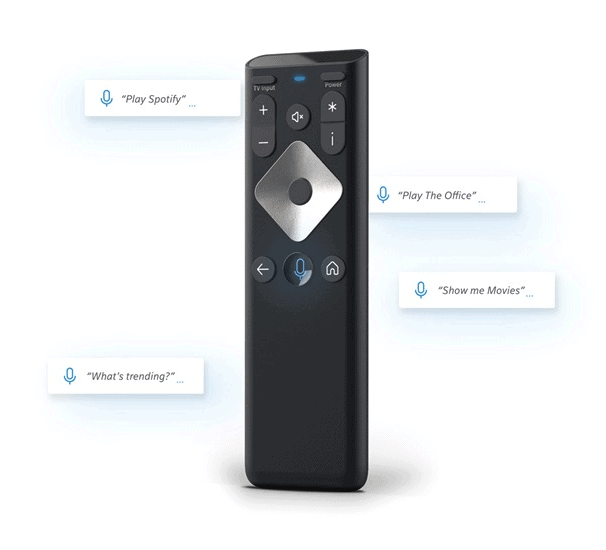 “Play Spotify” ...
TV Input
Power
+
*
−
i
“Play The Office” ...
“Show me Movies” ...
“What's trending?” ...